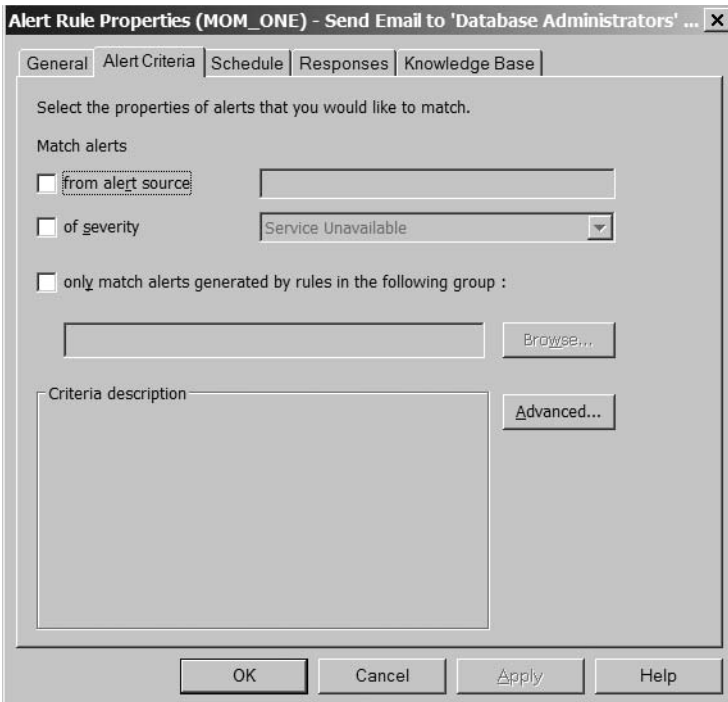 Alert Rule Properties (MOM_ONE) - Send Email to 'Database Administrators' ...
General Alert Criteria Schedule Responses Knowledge Base
Select the properties of alerts that you would like to match.
Match alerts
from alert source
of severity Service Unavailable
only match alerts generated by rules in the following group :
Browse...
Criteria description
Advanced...
OK Cancel Apply Help